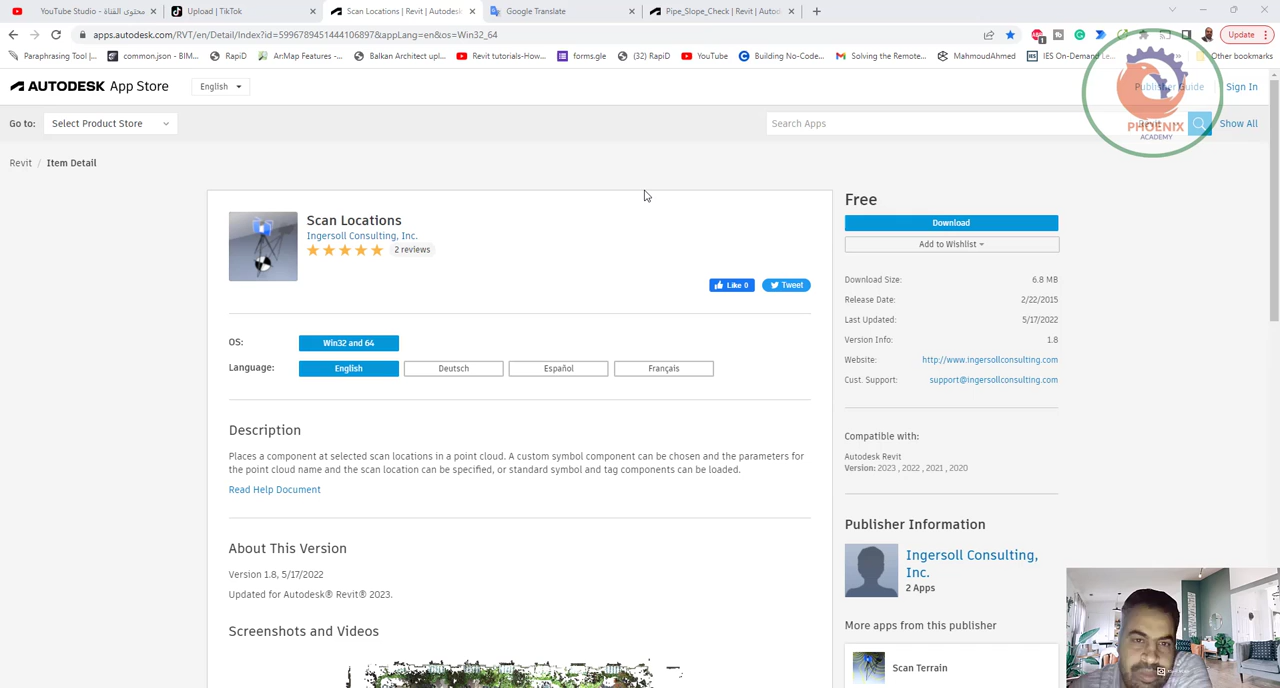 YouTube Studio - محتوى القناة
Upload | TikTok
Scan Locations | Revit | Autodesk
Google Translate
Pipe_Slope_Check | Revit | Autod
apps.autodesk.com/RVT/en/Detail/Index?id=5996789451444106897&appLang=en&os=Win32_64
Update
Paraphrasing Tool |...
common.json - BIM...
RapiD
Ar:Map Features -...
Balkan Architect upl...
Revit tutorials-How...
forms.gle
(32) RapiD
YouTube
Building No-Code...
Solving the Remote...
MahmoudAhmed
IES On-Demand Le...
Other bookmarks
AUTODESK App Store
English
Publisher Guide
Sign In
Go to:
Select Product Store
Search Apps
Show All
PHOENIX
ACADEMY
Revit / Item Detail
Scan Locations
Ingersoll Consulting, Inc.
2 reviews
Like 0
Tweet
OS:
Win32 and 64
Language:
English
Deutsch
Español
Français
Description
Places a component at selected scan locations in a point cloud. A custom symbol component can be chosen and the parameters for
the point cloud name and the scan location can be specified, or standard symbol and tag components can be loaded.
Read Help Document
About This Version
Version 1.8, 5/17/2022
Updated for Autodesk® Revit® 2023.
Screenshots and Videos
Free
Download
Add to Wishlist
Download Size: 6.8 MB
Release Date: 2/22/2015
Last Updated: 5/17/2022
Version Info: 1.8
Website: http://www.ingersollconsulting.com
Cust. Support: support@ingersollconsulting.com
Compatible with:
Autodesk Revit
Version: 2023 , 2022 , 2021 , 2020
Publisher Information
Ingersoll Consulting,
Inc.
2 Apps
More apps from this publisher
Scan Terrain